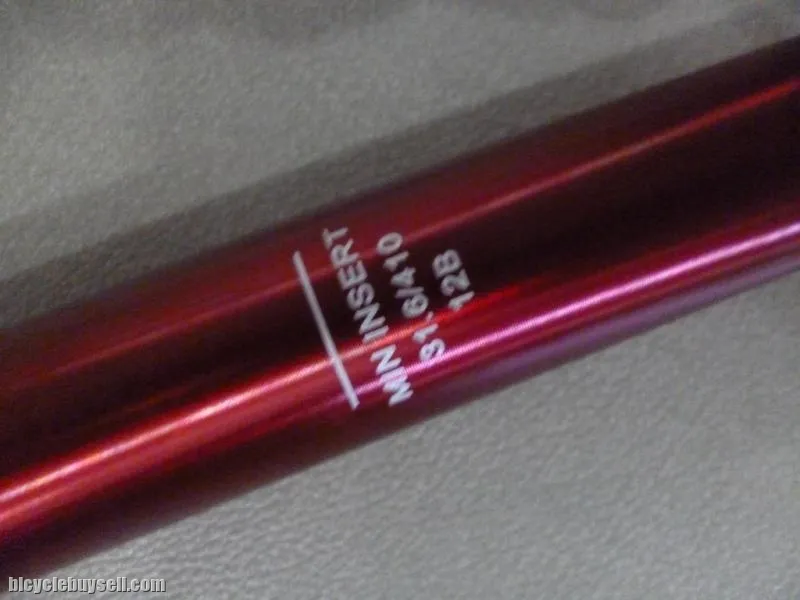 MIN INSERT
31.6/410
12B
bicyclebuysell.com